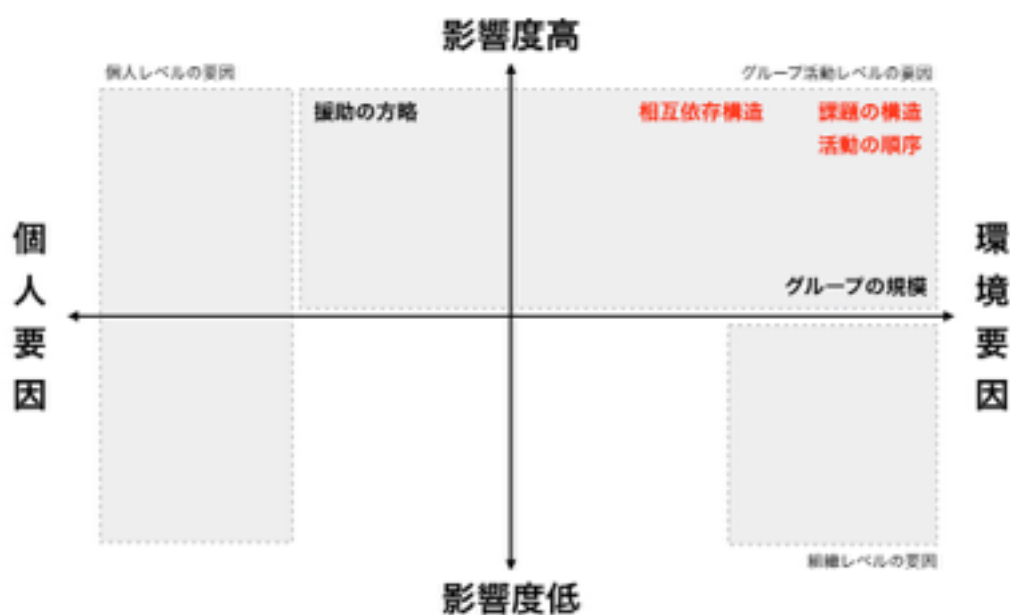 影響度高
個人レベルの要因
グループ活動レベルの要因
援助の方略
相互依存構造
課題の構造
活動の順序
個人要因
環境要因
グループの規模
組織レベルの要因
影響度低